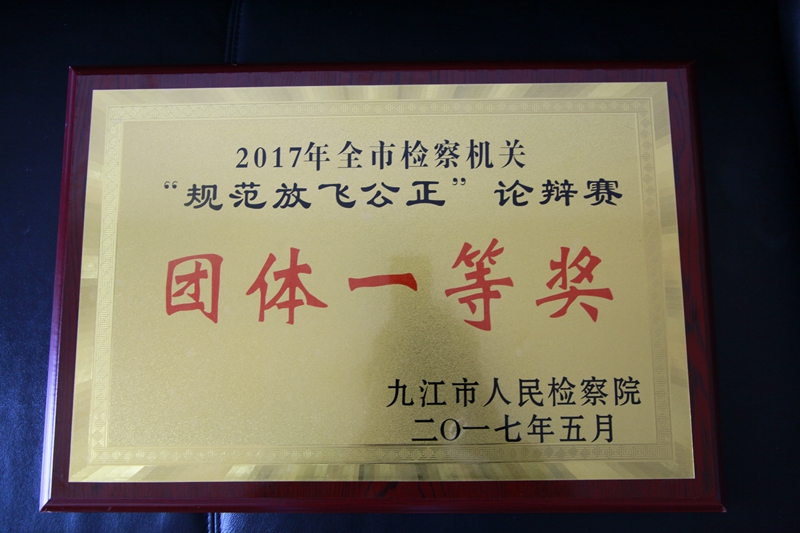 2017年全市检察机关
“规范放飞公正”论辩赛
团体一等奖
九江市人民检察院
二〇一七年五月